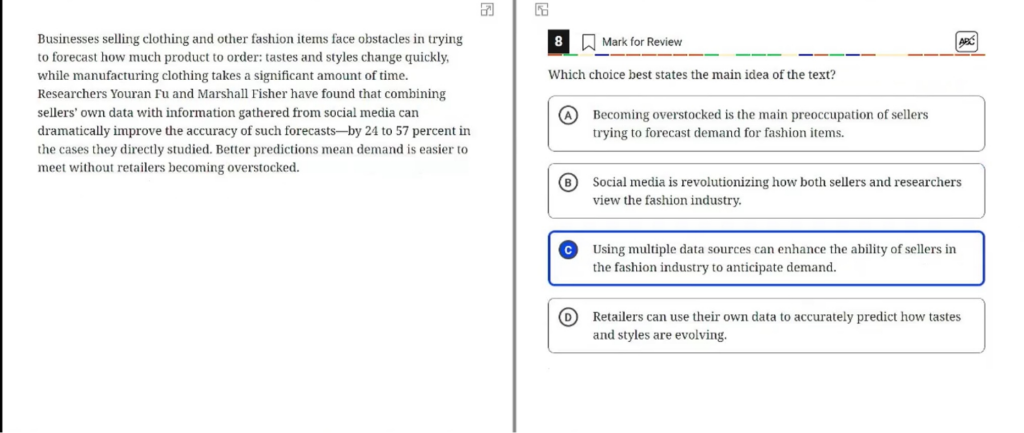 Businesses selling clothing and other fashion items face obstacles in trying
to forecast how much product to order: tastes and styles change quickly,
while manufacturing clothing takes a significant amount of time.
Researchers Youran Fu and Marshall Fisher have found that combining
sellers' own data with information gathered from social media can
dramatically improve the accuracy of such forecasts—by 24 to 57 percent in
the cases they directly studied. Better predictions mean demand is easier to
meet without retailers becoming overstocked.
8 Mark for Review ABC
Which choice best states the main idea of the text?
A Becoming overstocked is the main preoccupation of sellers
trying to forecast demand for fashion items.
B Social media is revolutionizing how both sellers and researchers
view the fashion industry.
C Using multiple data sources can enhance the ability of sellers in
the fashion industry to anticipate demand.
D Retailers can use their own data to accurately predict how tastes
and styles are evolving.